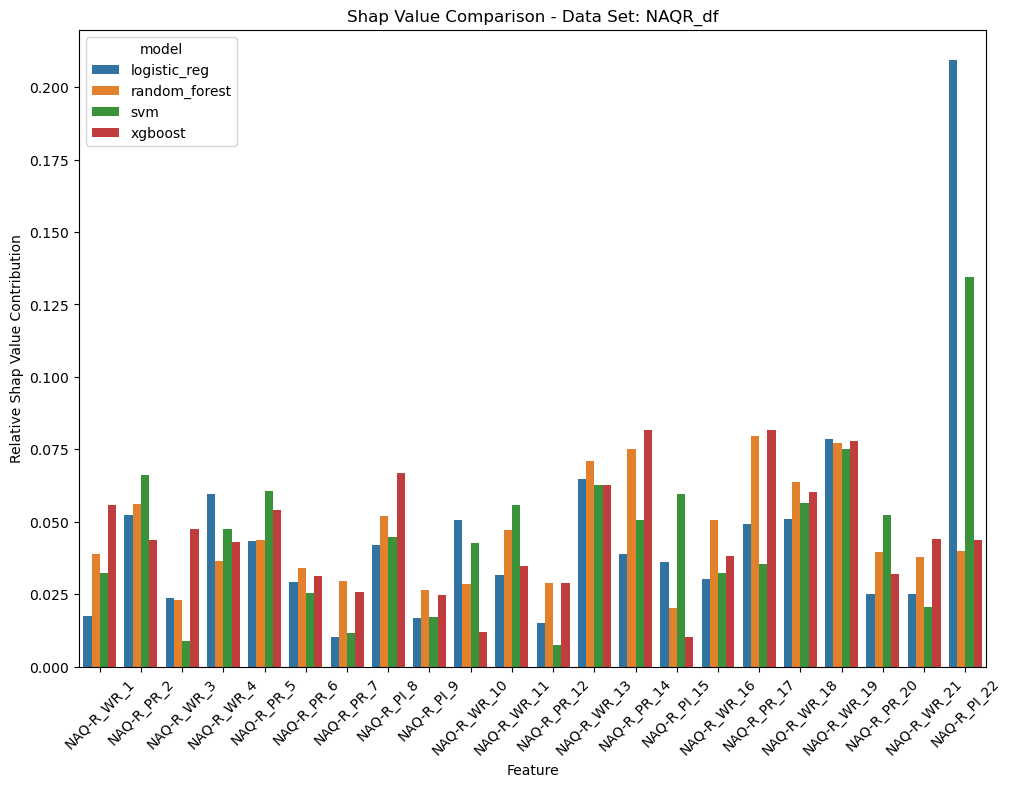 Shap Value Comparison - Data Set: NAQR_df
model
logistic_reg
random_forest
svm
xgboost
Relative Shap Value Contribution
0.200
0.175
0.150
0.125
0.100
0.075
0.050
0.025
0.000
NAQ-R_WR_1
NAQ-R_PR_2
NAQ-R_WR_3
NAQ-R_WR_4
NAQ-R_PR_5
NAQ-R_PR_6
NAQ-R_PR_7
NAQ-R_PI_8
NAQ-R_PI_9
NAQ-R_WR_10
NAQ-R_WR_11
NAQ-R_PR_12
NAQ-R_WR_13
NAQ-R_PR_14
NAQ-R_PI_15
NAQ-R_WR_16
NAQ-R_PR_17
NAQ-R_WR_18
NAQ-R_WR_19
NAQ-R_PR_20
NAQ-R_WR_21
NAQ-R_PI_22
Feature